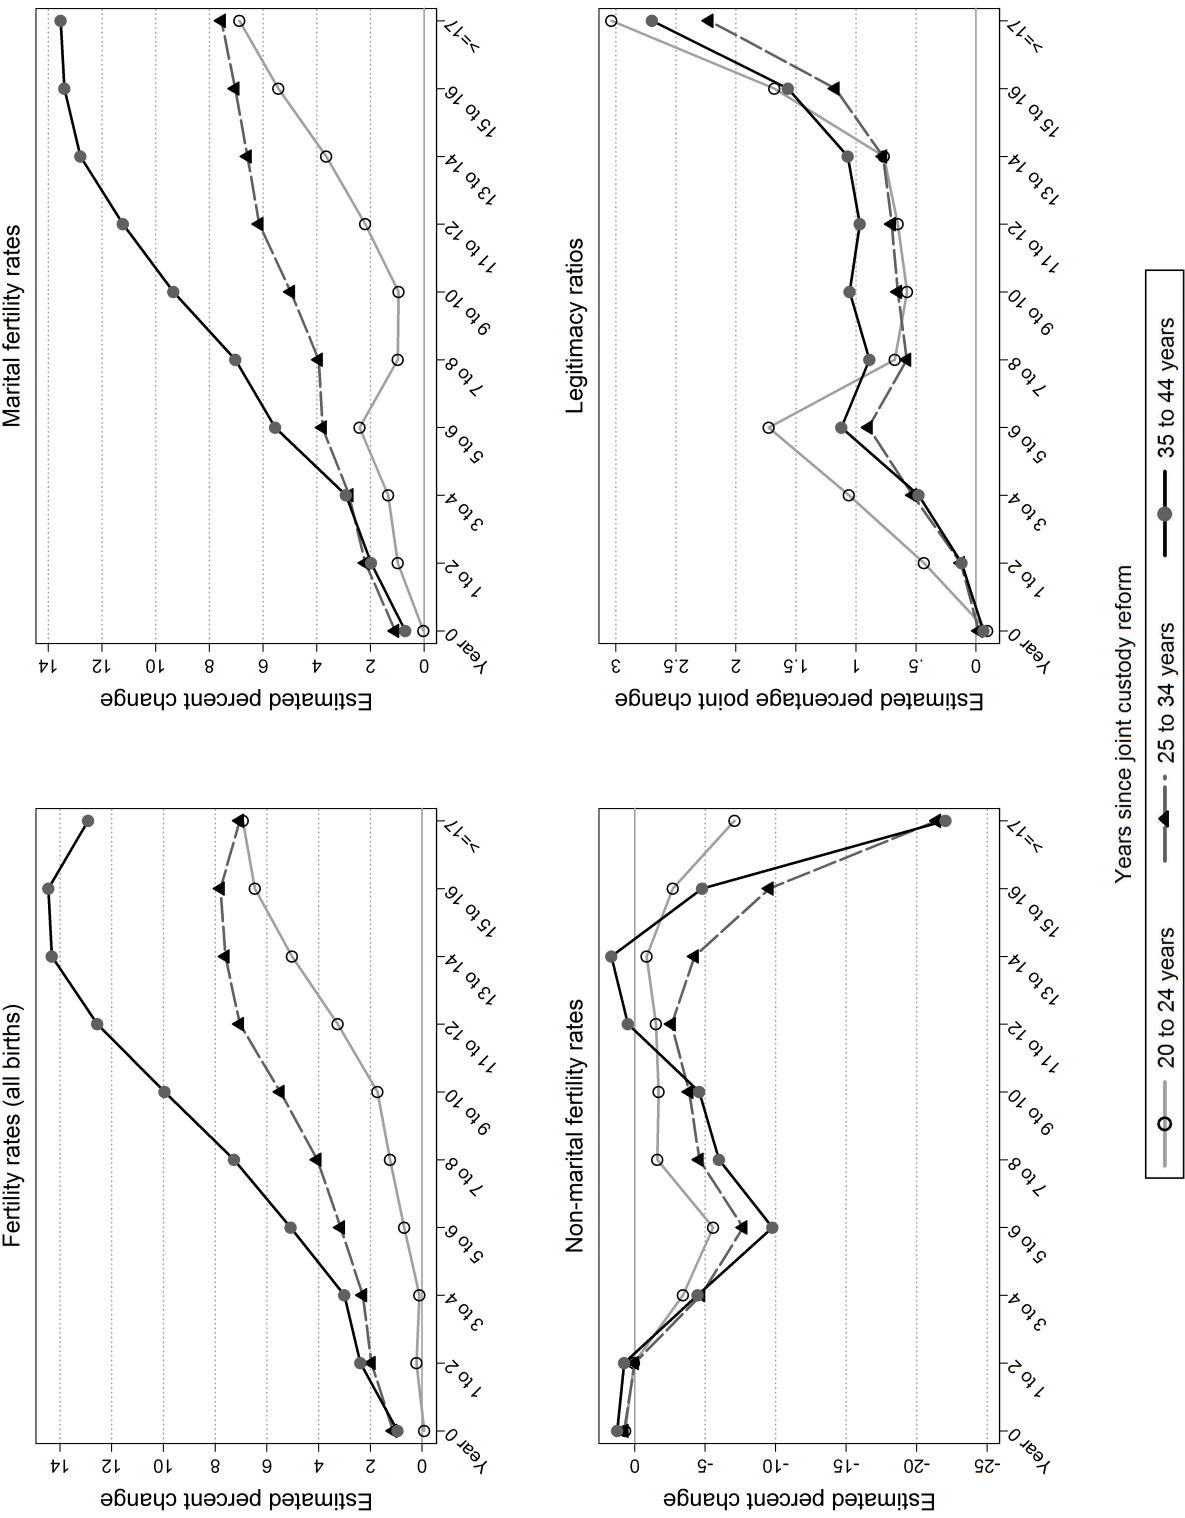 Fertility rates (all births)
Estimated percent change
14
12
10
8
6
4
2
0
Year 0
1 to 2
3 to 4
5 to 6
7 to 8
9 to 10
11 to 12
13 to 14
15 to 16
>=17
Marital fertility rates
Estimated percent change
14
12
10
8
6
4
2
0
Year 0
1 to 2
3 to 4
5 to 6
7 to 8
9 to 10
11 to 12
13 to 14
15 to 16
>=17
Non-marital fertility rates
Estimated percent change
0
-5
-10
-15
-20
-25
Year 0
1 to 2
3 to 4
5 to 6
7 to 8
9 to 10
11 to 12
13 to 14
15 to 16
>=17
Legitimacy ratios
Estimated percentage point change
3
2.5
2
1.5
1
.5
0
Year 0
1 to 2
3 to 4
5 to 6
7 to 8
9 to 10
11 to 12
13 to 14
15 to 16
>=17
Years since joint custody reform
20 to 24 years
25 to 34 years
35 to 44 years